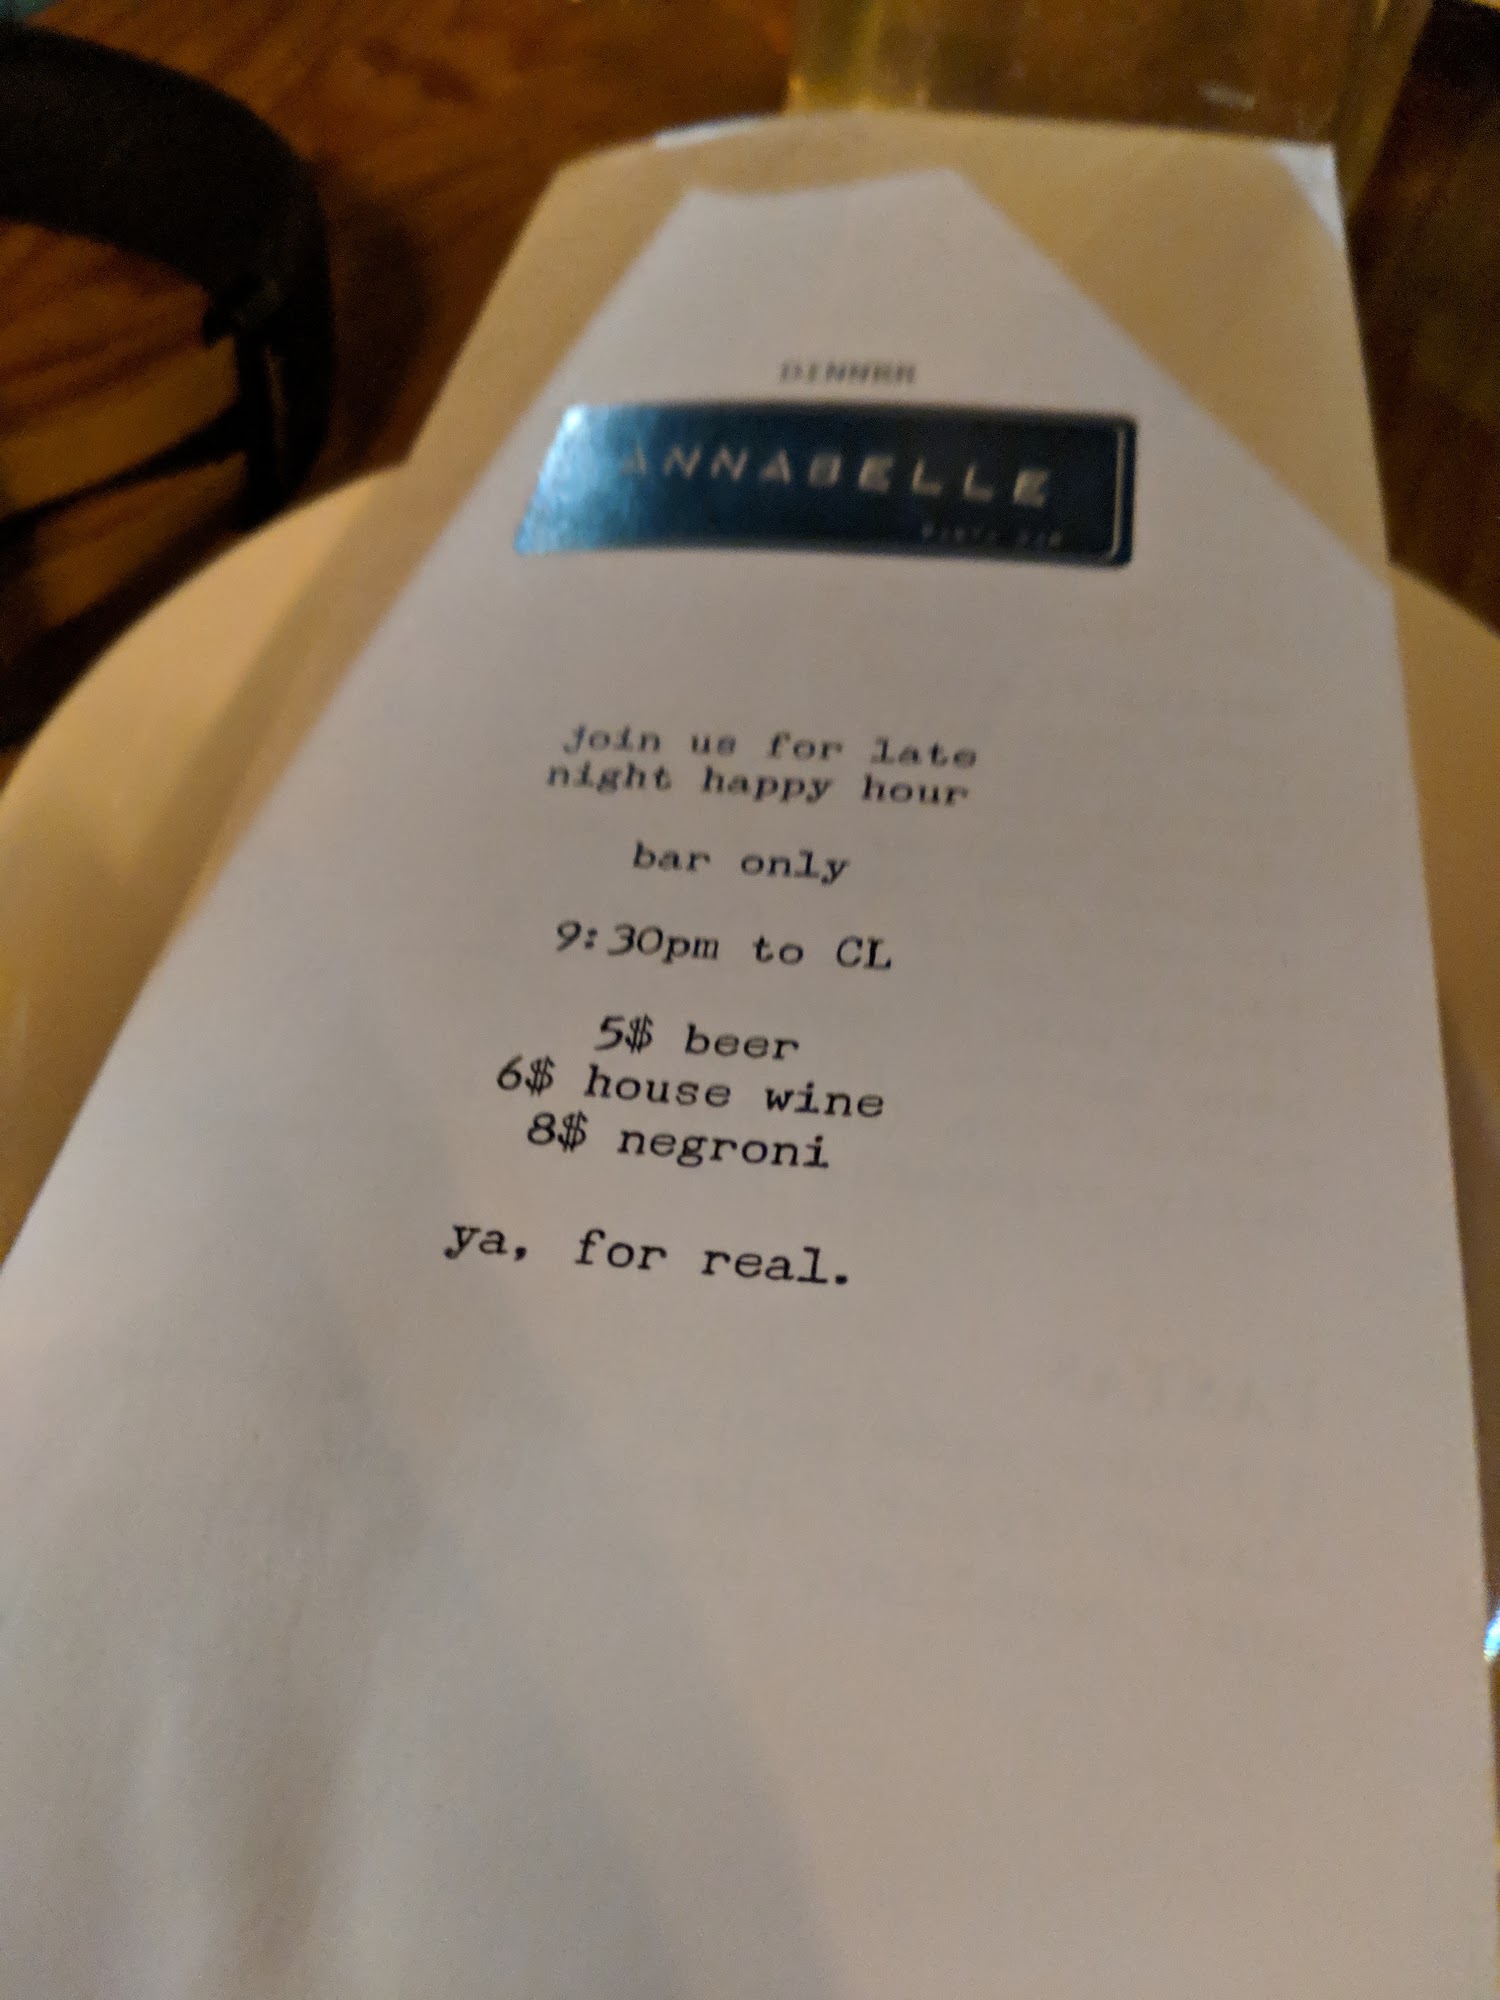 DINNER
ANNABELLE
join us for late
night happy hour
bar only
9:30pm to CL
5$ beer
6$ house wine
8$ negroni
ya, for real.